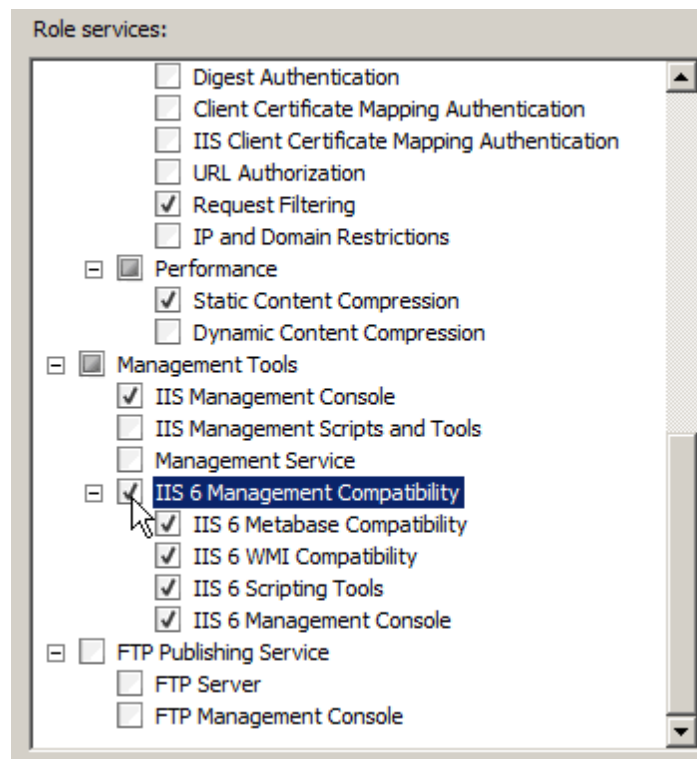 Role services:
Digest Authentication
Client Certificate Mapping Authentication
IIS Client Certificate Mapping Authentication
URL Authorization
Request Filtering
IP and Domain Restrictions
Performance
Static Content Compression
Dynamic Content Compression
Management Tools
IIS Management Console
IIS Management Scripts and Tools
Management Service
IIS 6 Management Compatibility
IIS 6 Metabase Compatibility
IIS 6 WMI Compatibility
IIS 6 Scripting Tools
IIS 6 Management Console
FTP Publishing Service
FTP Server
FTP Management Console